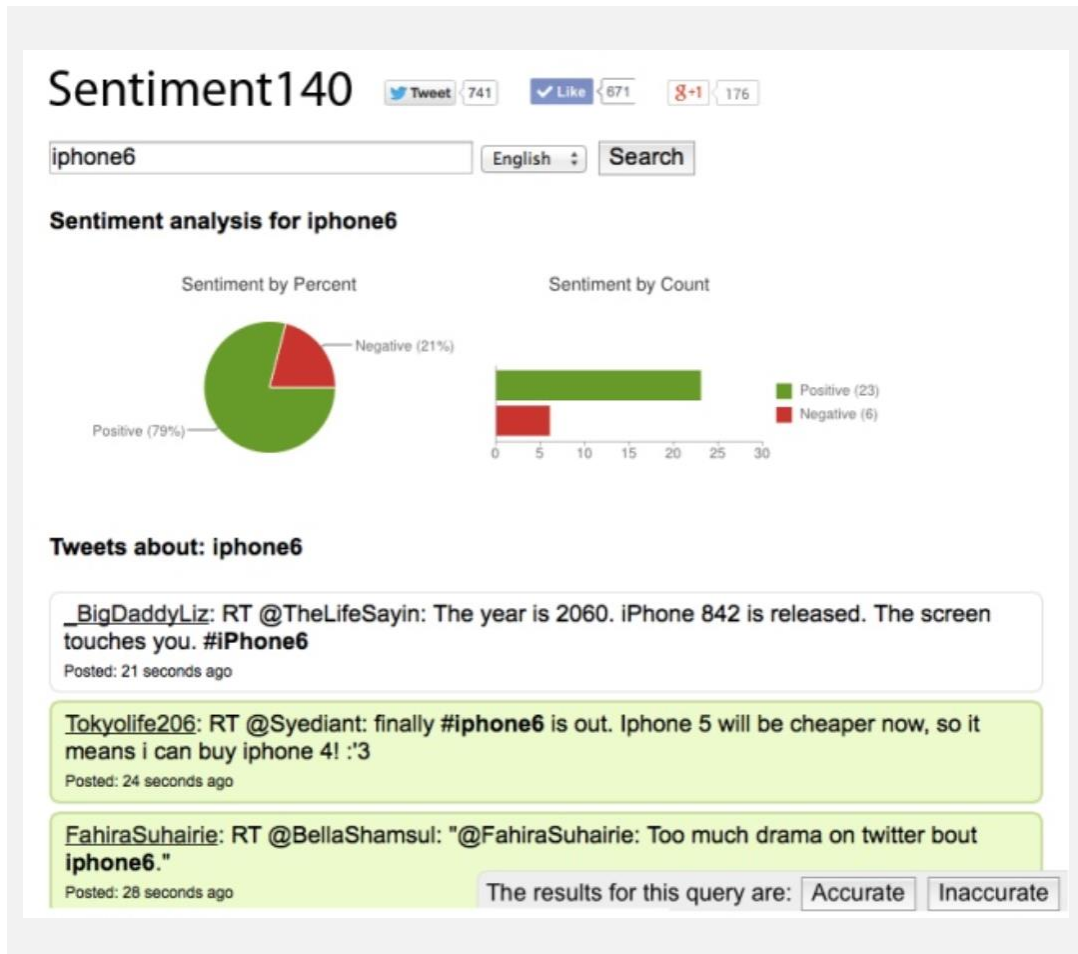 Sentiment140 Tweet 741 Like 671 g+1 176
iphone6 English Search
Sentiment analysis for iphone6
Sentiment by Percent
Negative (21%)
Positive (79%)
Sentiment by Count
Positive (23)
Negative (6)
0 5 10 15 20 25 30
Tweets about: iphone6
_BigDaddyLiz: RT @TheLifeSayin: The year is 2060. iPhone 842 is released. The screen
touches you. #iPhone6
Posted: 21 seconds ago
Tokyolife206: RT @Syediant: finally #iphone6 is out. Iphone 5 will be cheaper now, so it
means i can buy iphone 4! :'3
Posted: 24 seconds ago
FahiraSuhairie: RT @BellaShamsul: "@FahiraSuhairie: Too much drama on twitter bout
iphone6."
Posted: 28 seconds ago
The results for this query are: Accurate Inaccurate